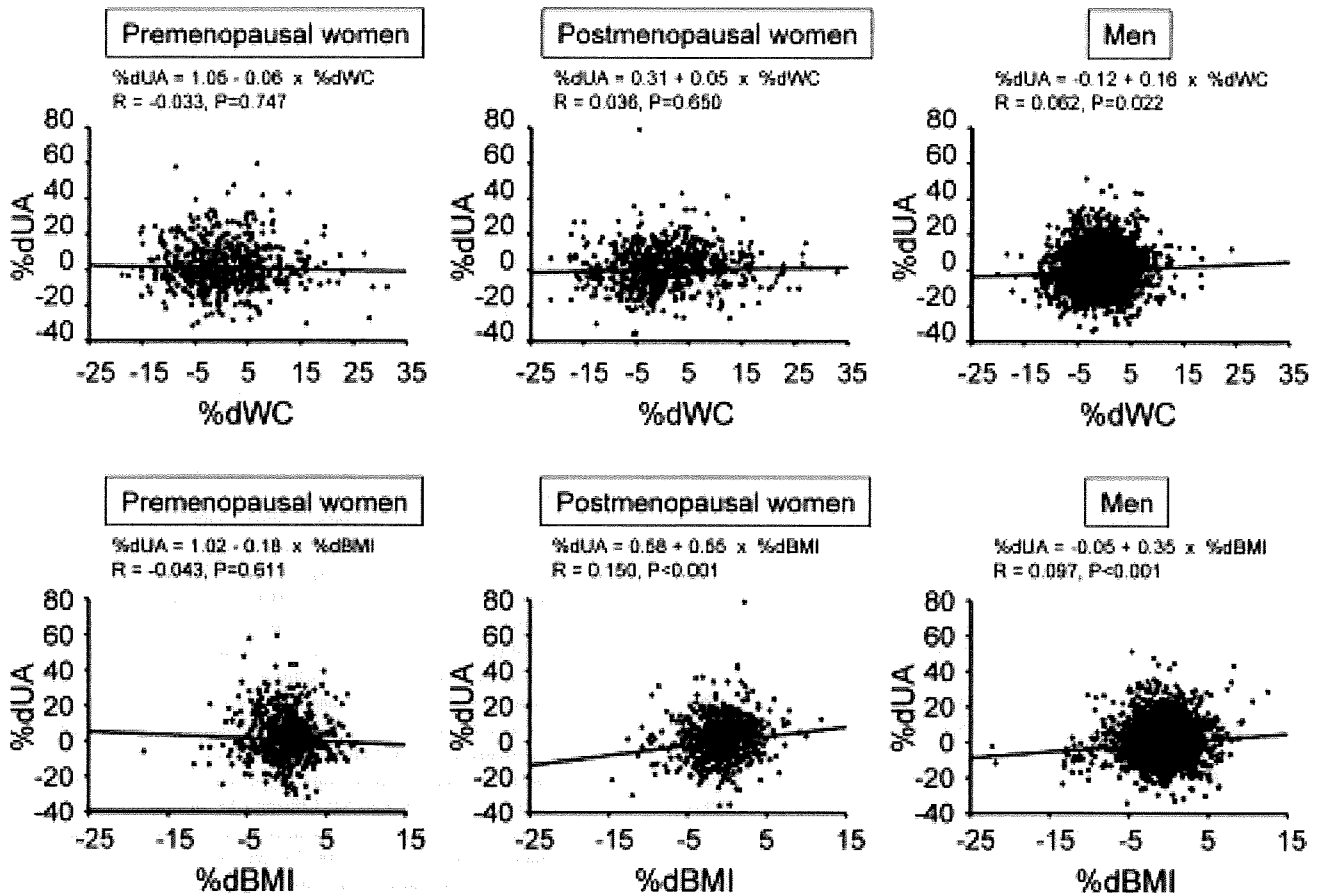 Premenopausal women
%dUA = 1.05 - 0.06 x %dWC
R = -0.033, P=0.747
80
60
40
20
0
-20
-40
%dUA
-25 -15 -5 5 15 25 35
%dWC
Postmenopausal women
%dUA = 0.31 + 0.05 x %dWC
R = 0.036, P=0.650
80
60
40
20
0
-20
-40
%dUA
-25 -15 -5 5 15 25 35
%dWC
Men
%dUA = -0.12 + 0.16 x %dWC
R = 0.062, P=0.022
80
60
40
20
0
-20
-40
%dUA
-25 -15 -5 5 15 25 35
%dWC
Premenopausal women
%dUA = 1.02 - 0.18 x %dBMI
R = -0.043, P=0.611
80
60
40
20
0
-20
-40
%dUA
-25 -15 -5 5 15
%dBMI
Postmenopausal women
%dUA = 0.58 + 0.55 x %dBMI
R = 0.150, P<0.001
80
60
40
20
0
-20
-40
%dUA
-25 -15 -5 5 15
%dBMI
Men
%dUA = -0.05 + 0.35 x %dBMI
R = 0.097, P<0.001
80
60
40
20
0
-20
-40
%dUA
-25 -15 -5 5 15
%dBMI